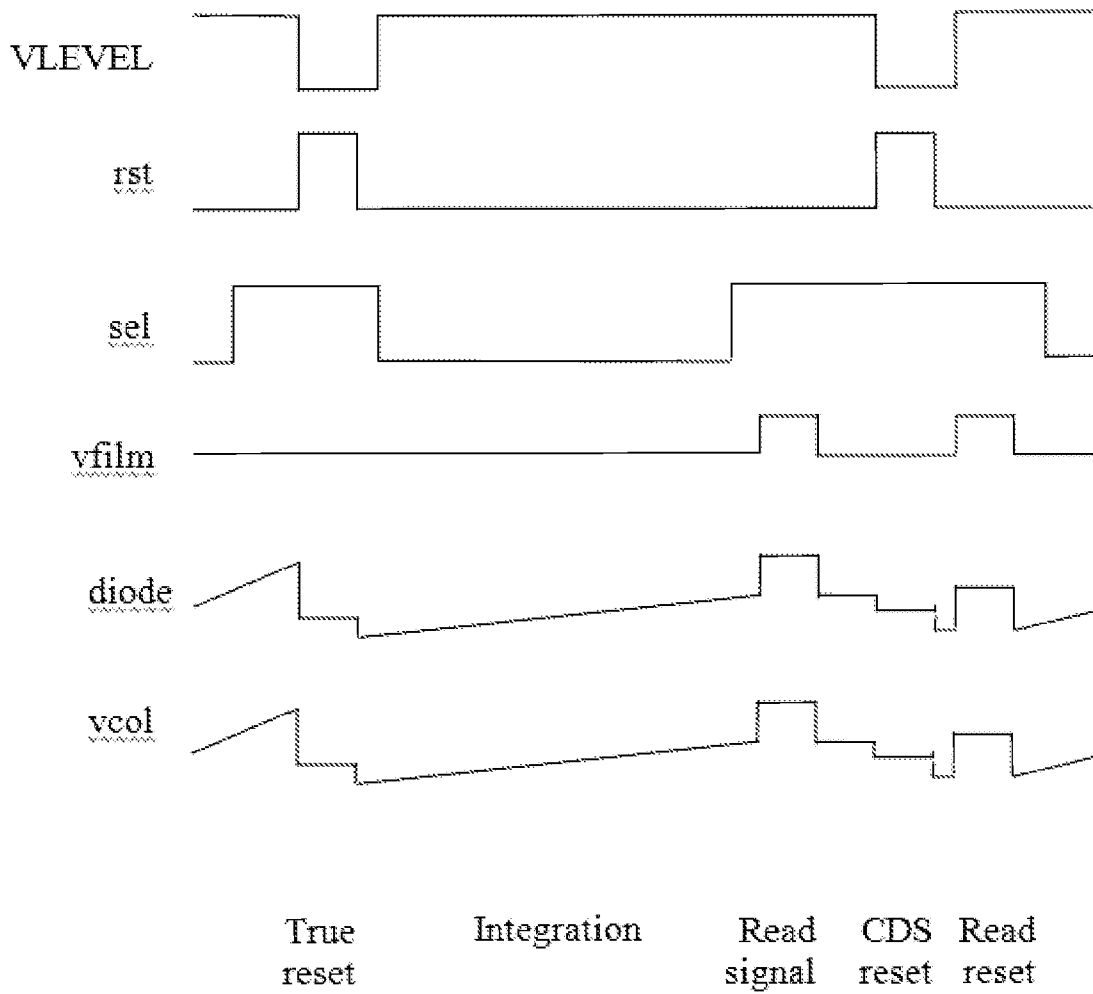 VLEVEL
rst
sel
vfilm
diode
vcol
True
reset
Integration
Read
signal
CDS
reset
Read
reset